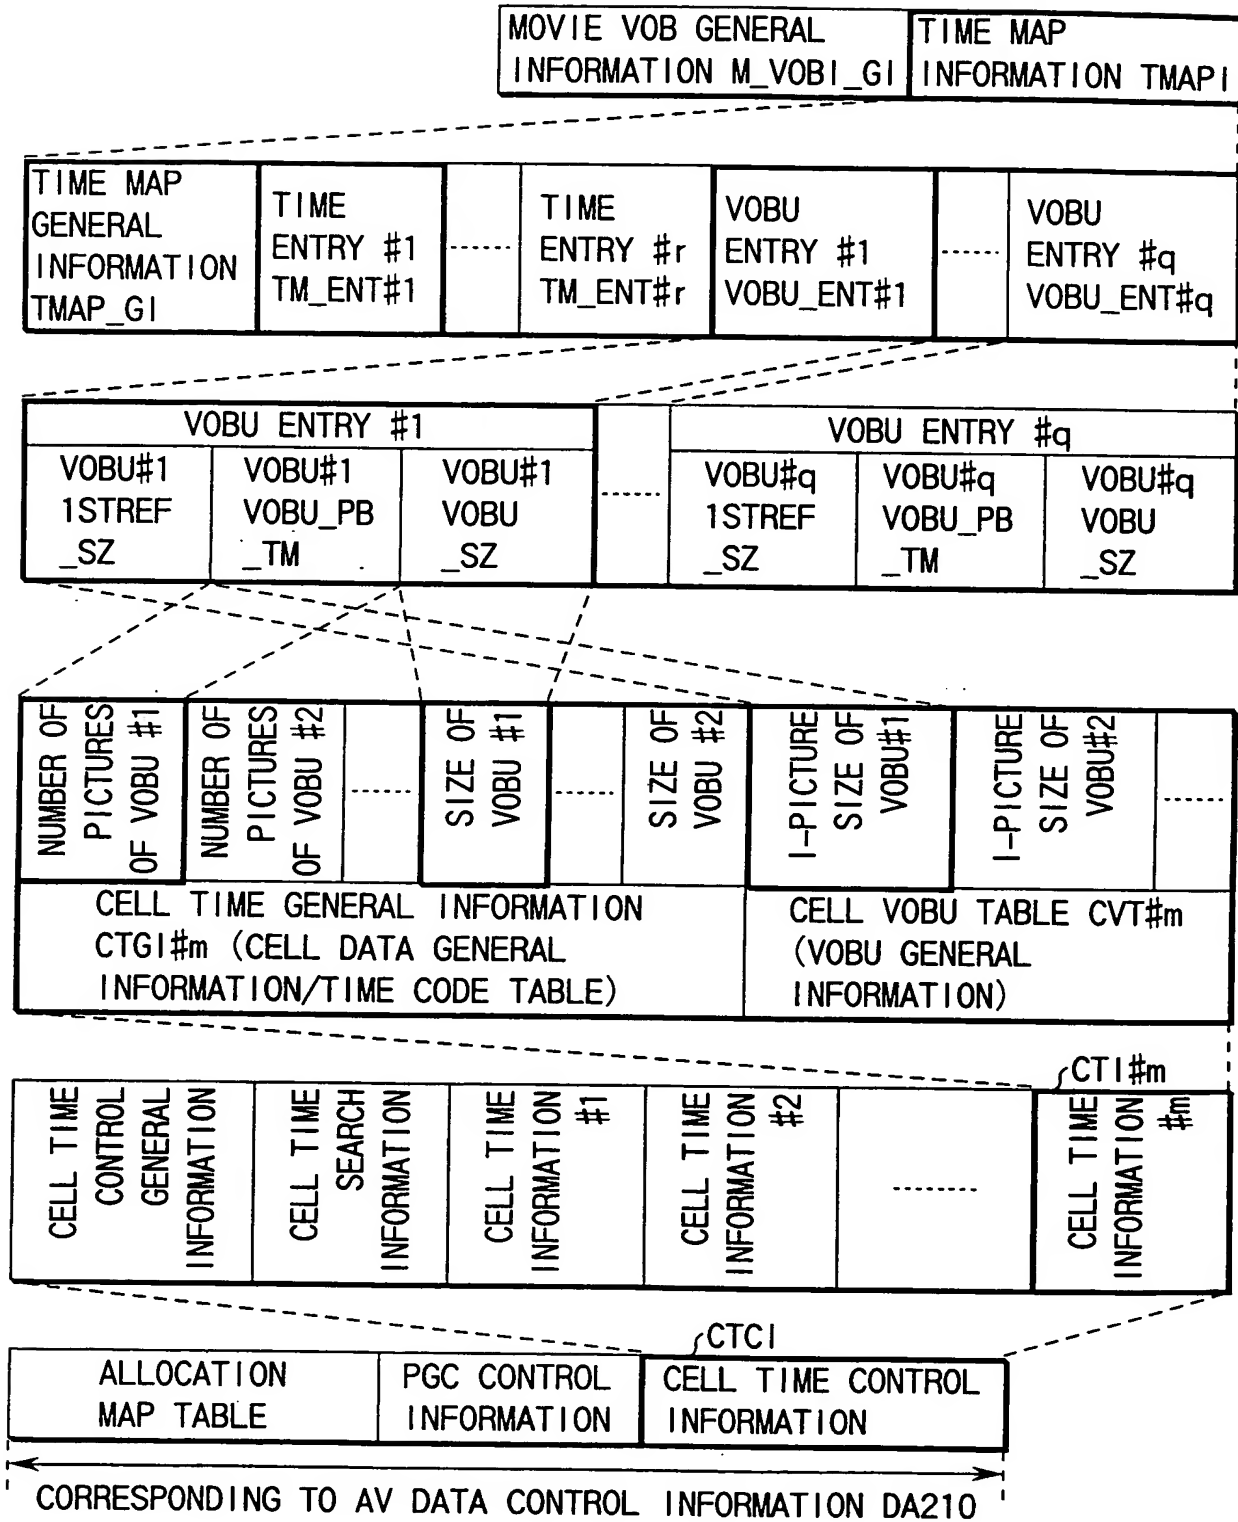 MOVIE VOB GENERAL
INFORMATION M_VOBI_GI
TIME MAP
INFORMATION TMAPI
TIME MAP
GENERAL
INFORMATION
TMAP_GI
TIME
ENTRY #1
TM_ENT#1
........
TIME
ENTRY #r
TM_ENT#r
VOBU
ENTRY #1
VOBU_ENT#1
........
VOBU
ENTRY #q
VOBU_ENT#q
VOBU ENTRY #1
VOBU#1
1STREF
_SZ
VOBU#1
VOBU_PB
_TM
VOBU#1
VOBU
_SZ
........
VOBU ENTRY #q
VOBU#q
1STREF
_SZ
VOBU#q
VOBU_PB
_TM
VOBU#q
VOBU
_SZ
NUMBER OF
PICTURES
OF VOBU #1
NUMBER OF
PICTURES
OF VOBU #2
........
SIZE OF
VOBU #1
........
SIZE OF
VOBU #2
I-PICTURE
SIZE OF
VOBU#1
I-PICTURE
SIZE OF
VOBU#2
........
CELL TIME GENERAL INFORMATION
CTGI#m (CELL DATA GENERAL
INFORMATION/TIME CODE TABLE)
CELL VOBU TABLE CVT#m
(VOBU GENERAL
INFORMATION)
CTI#m
CELL TIME
CONTROL
GENERAL
INFORMATION
CELL TIME
SEARCH
INFORMATION
CELL TIME
INFORMATION
#1
CELL TIME
INFORMATION
#2
..........
CELL TIME
INFORMATION
#m
CTCI
ALLOCATION
MAP TABLE
PGC CONTROL
INFORMATION
CELL TIME CONTROL
INFORMATION
CORRESPONDING TO AV DATA CONTROL INFORMATION DA210